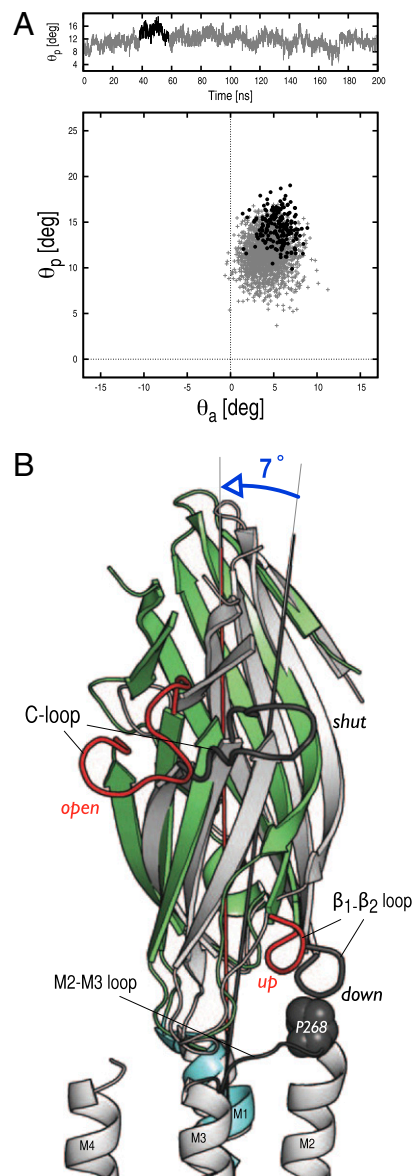 A
θp [deg]
16
12
8
4
0 20 40 60 80 100 120 140 160 180 200
Time [ns]
θp [deg]
25
20
15
10
5
0
-15 -10 -5 0 5 10 15
θa [deg]
B
7°
C-loop
shut
open
β1-β2 loop
up
M2-M3 loop
down
P268
M1
M4
M3
M2